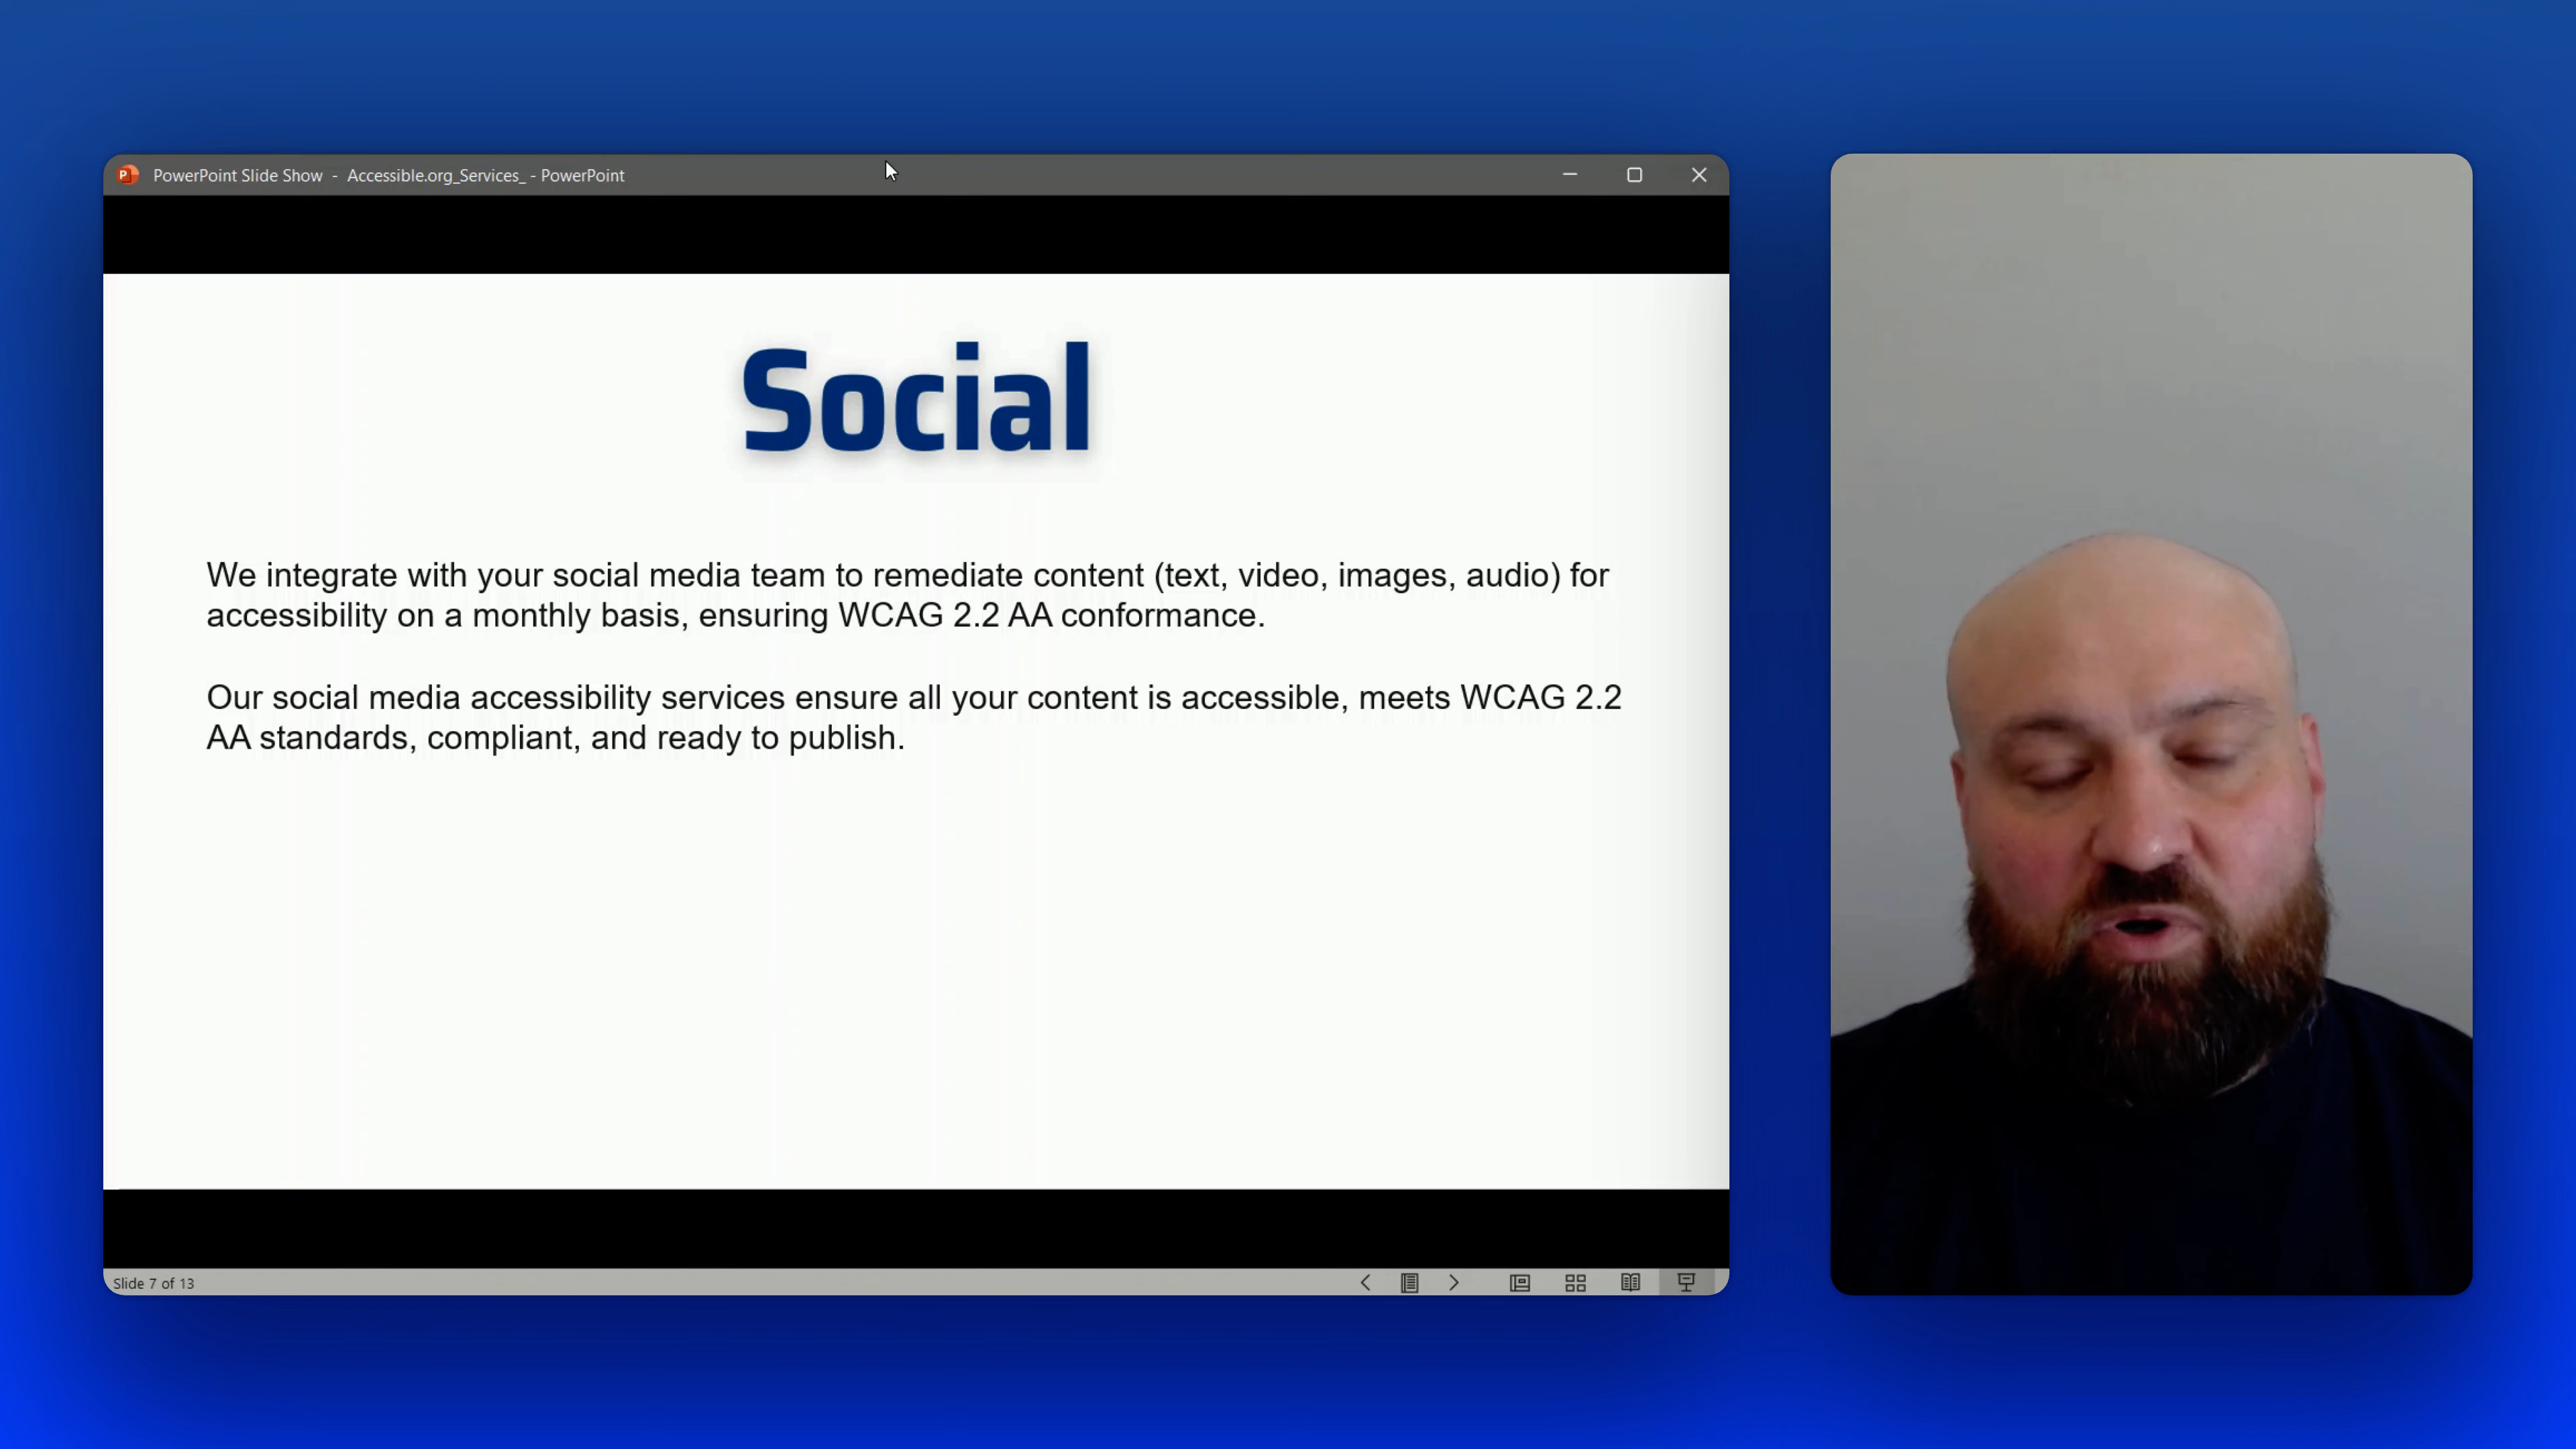 PowerPoint Slide Show - Accessible.org_Services_ - PowerPoint
Social
We integrate with your social media team to remediate content (text, video, images, audio) for
accessibility on a monthly basis, ensuring WCAG 2.2 AA conformance.
Our social media accessibility services ensure all your content is accessible, meets WCAG 2.2
AA standards, compliant, and ready to publish.
Slide 7 of 13